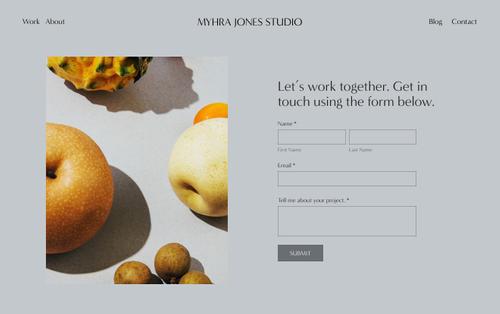 Work About
MYHRA JONES STUDIO
Blog Contact
Let's work together. Get in
touch using the form below.
Name *
First Name Last Name
Email *
Tell me about your project. *
SUBMIT